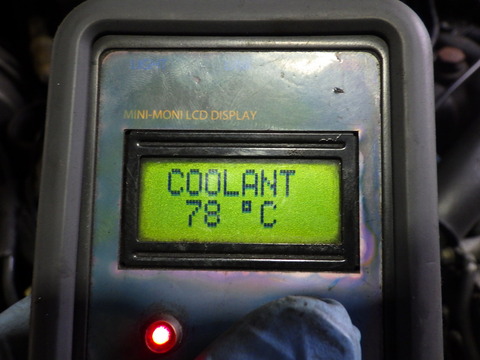 MINI-MONI LCD DISPLAY
COOLANT
78 °C